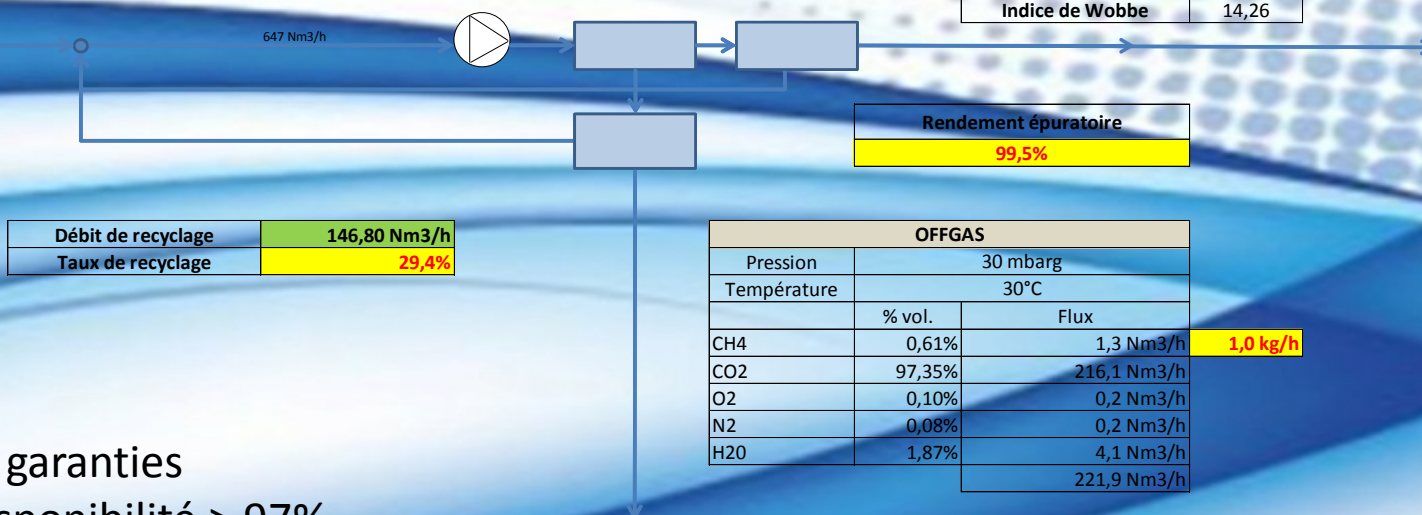 Indice de Wobbe 14,26
647 Nm3/h
Rendement épuratoire
99,5%
Débit de recyclage 146,80 Nm3/h
Taux de recyclage 29,4%
OFFGAS
Pression 30 mbarg
Température 30°C
% vol. Flux
CH4 0,61% 1,3 Nm3/h 1,0 kg/h
CO2 97,35% 216,1 Nm3/h
O2 0,10% 0,2 Nm3/h
N2 0,08% 0,2 Nm3/h
H20 1,87% 4,1 Nm3/h
221,9 Nm3/h
garanties
sponibilité > 97%